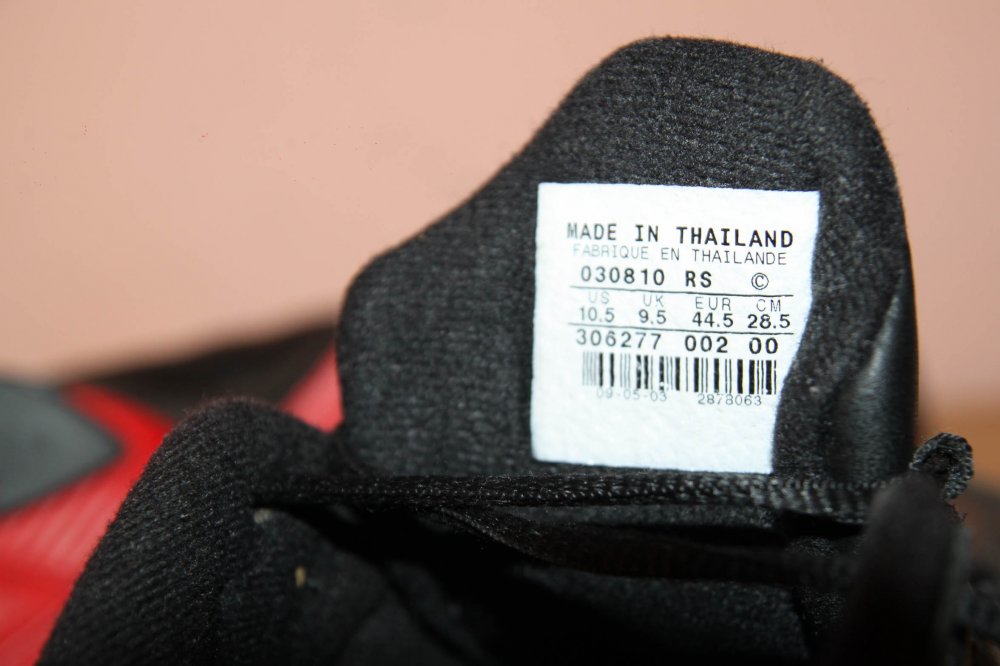 MADE IN THAILAND
FABRIQUE EN THAILANDE
030810 RS ©
US UK EUR CM
10.5 9.5 44.5 28.5
306277 002 00
09-05-03 2878063